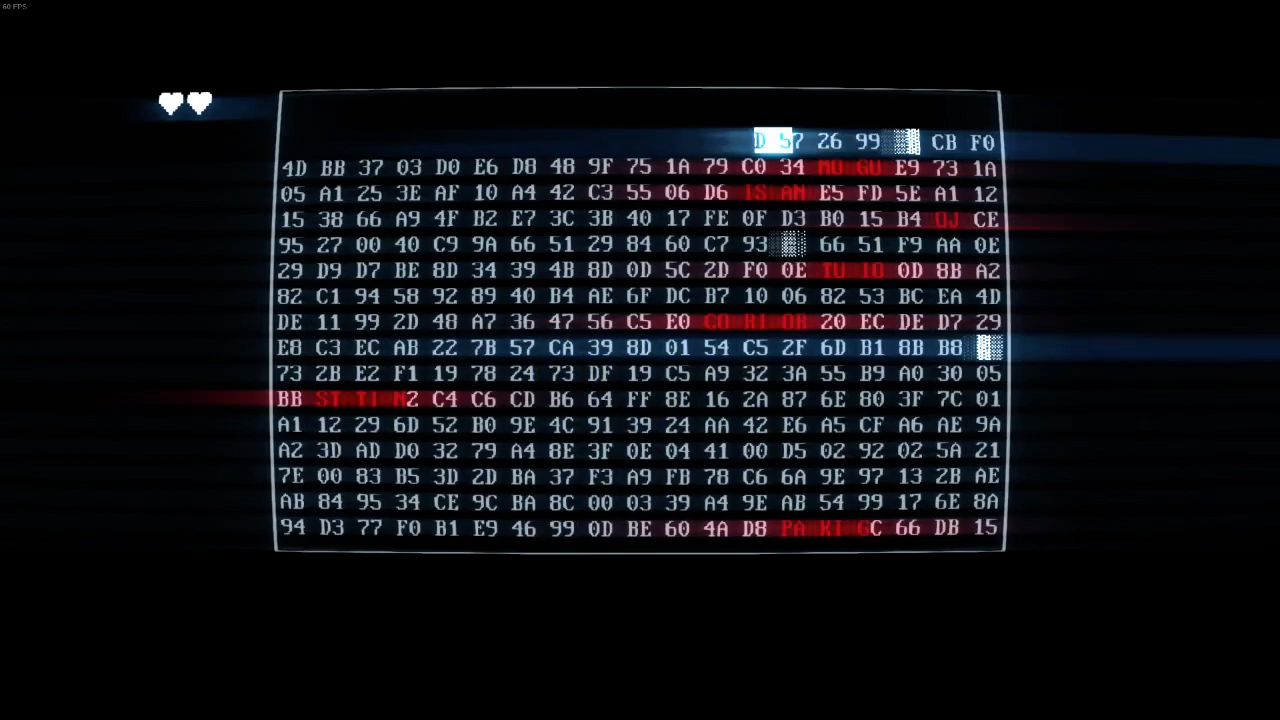 60 FPS
D 57 26 99 CB F0
4D BB 37 03 D0 E6 D8 48 9F 75 1A 79 C0 34 MU GU E9 73 1A
05 A1 25 3E AF 10 A4 42 C3 55 06 D6 IS AN E5 FD 5E A1 12
15 38 66 A9 4F B2 E7 3C 3B 40 17 FE 0F D3 B0 15 B4 OJ CE
95 27 00 40 C9 9A 66 51 29 84 60 C7 93 66 51 F9 AA 0E
29 D9 D7 BE 8D 34 39 4B 8D 0D 5C 2D F0 0E TU IO 0D 8B A2
82 C1 94 58 92 89 40 B4 AE 6F DC B7 10 06 82 53 BC EA 4D
DE 11 99 2D 48 A7 36 47 56 C5 E0 CO RI OR 20 EC DE D7 29
E8 C3 EC AB 22 7B 57 CA 39 8D 01 54 C5 2F 6D B1 8B B8
73 2B E2 F1 19 78 24 73 DF 19 C5 A9 32 3A 55 B9 A0 30 05
BB ST TI N2 C4 C6 CD B6 64 FF 8E 16 2A 87 6E 80 3F 7C 01
A1 12 29 6D 52 B0 9E 4C 91 39 24 AA 42 E6 A5 CF A6 AE 9A
A2 3D AD D0 32 79 A4 8E 3F 0E 04 41 00 D5 02 92 02 5A 21
7E 00 83 B5 3D 2D BA 37 F3 A9 FB 78 C6 6A 9E 97 13 2B AE
AB 84 95 34 CE 9C BA 8C 00 03 39 A4 9E AB 54 99 17 6E 8A
94 D3 77 F0 B1 E9 46 99 0D BE 60 4A D8 PA KI GC 66 DB 15